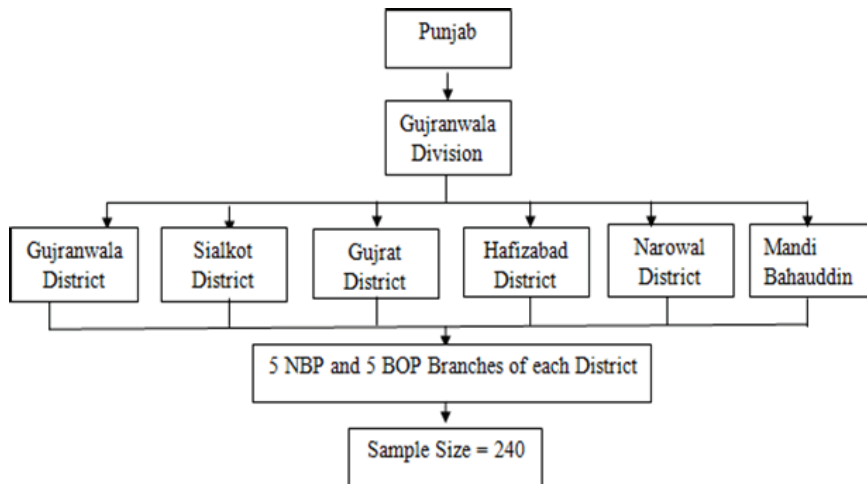 Punjab
Gujranwala
Division
Gujranwala
District
Sialkot
District
Gujrat
District
Hafizabad
District
Narowal
District
Mandi
Bahauddin
5 NBP and 5 BOP Branches of each District
Sample Size = 240